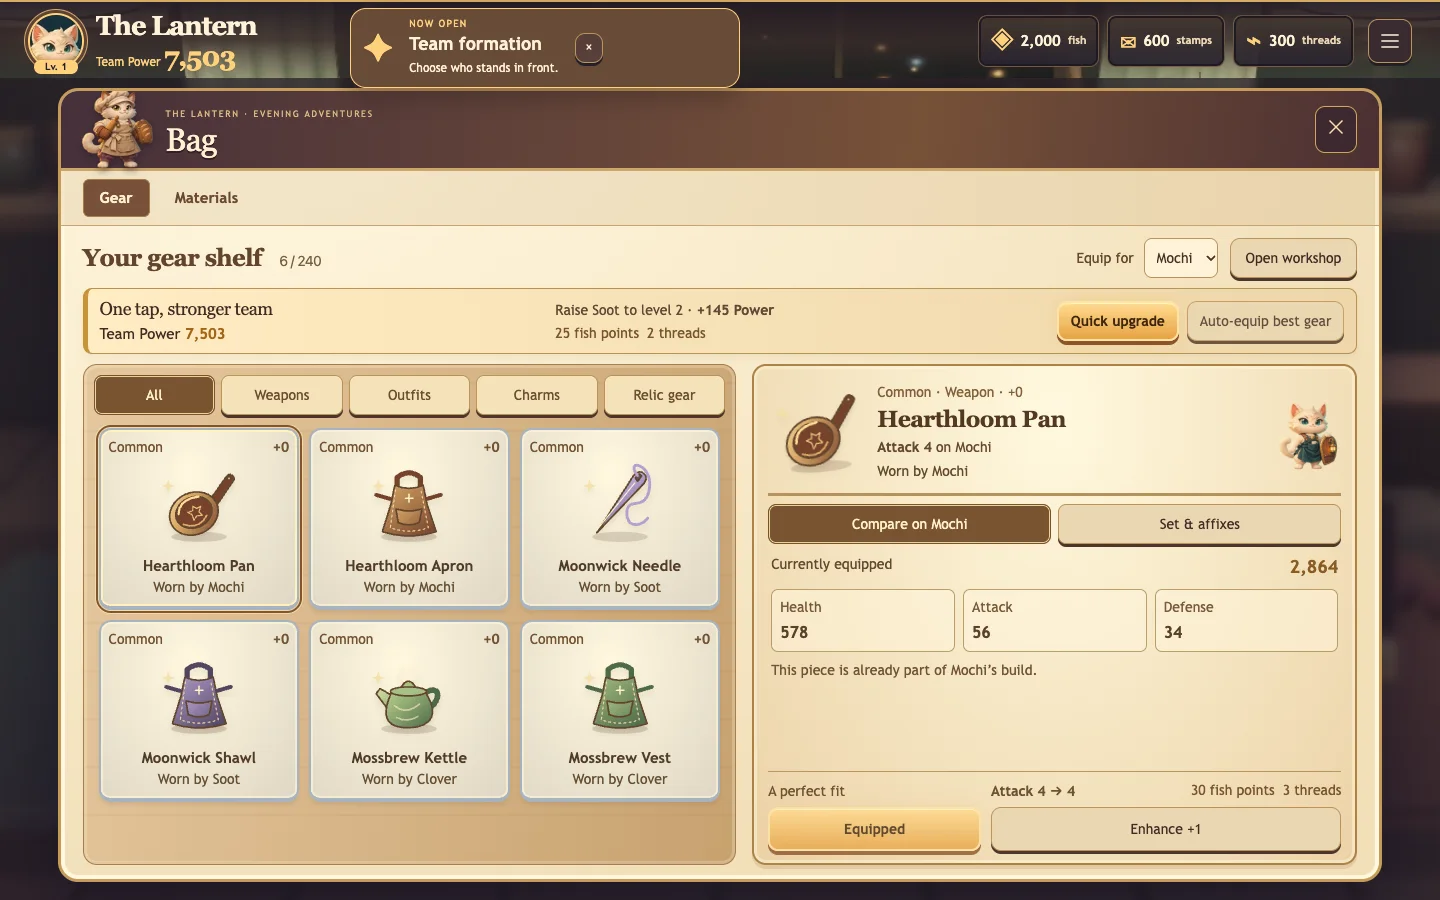 The Lantern
Team Power 7,503
Lv. 1
NOW OPEN
Team formation
Choose who stands in front.
×
2,000 fish
600 stamps
300 threads
THE LANTERN · EVENING ADVENTURES
Bag
Gear
Materials
Your gear shelf
6 / 240
Equip for
Mochi
Open workshop
One tap, stronger team
Team Power 7,503
Raise Soot to level 2 · +145 Power
25 fish points 2 threads
Quick upgrade
Auto-equip best gear
All
Weapons
Outfits
Charms
Relic gear
Common +0
Hearthloom Pan
Worn by Mochi
Common +0
Hearthloom Apron
Worn by Mochi
Common +0
Moonwick Needle
Worn by Soot
Common +0
Moonwick Shawl
Worn by Soot
Common +0
Mossbrew Kettle
Worn by Clover
Common +0
Mossbrew Vest
Worn by Clover
Common · Weapon · +0
Hearthloom Pan
Attack 4 on Mochi
Worn by Mochi
Compare on Mochi
Set & affixes
Currently equipped
2,864
Health
578
Attack
56
Defense
34
This piece is already part of Mochi's build.
A perfect fit
Attack 4 → 4
30 fish points 3 threads
Equipped
Enhance +1